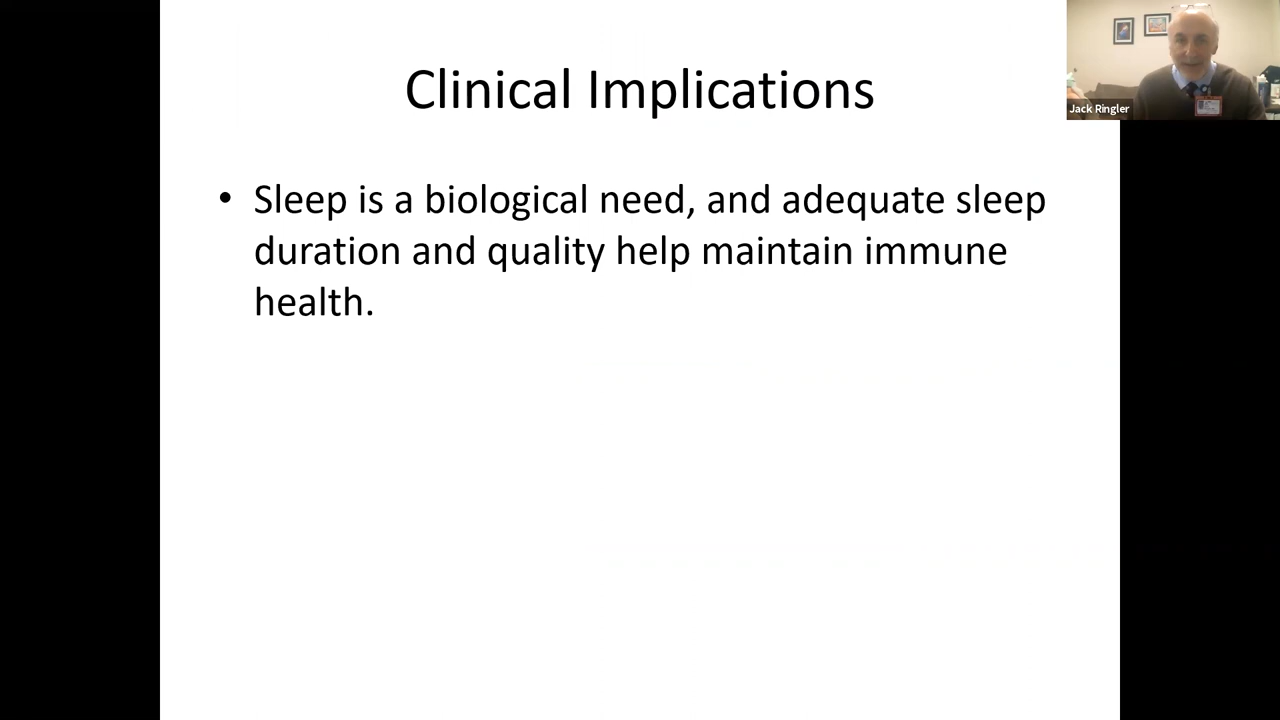 Clinical Implications
Jack Ringler
• Sleep is a biological need, and adequate sleep
duration and quality help maintain immune
health.